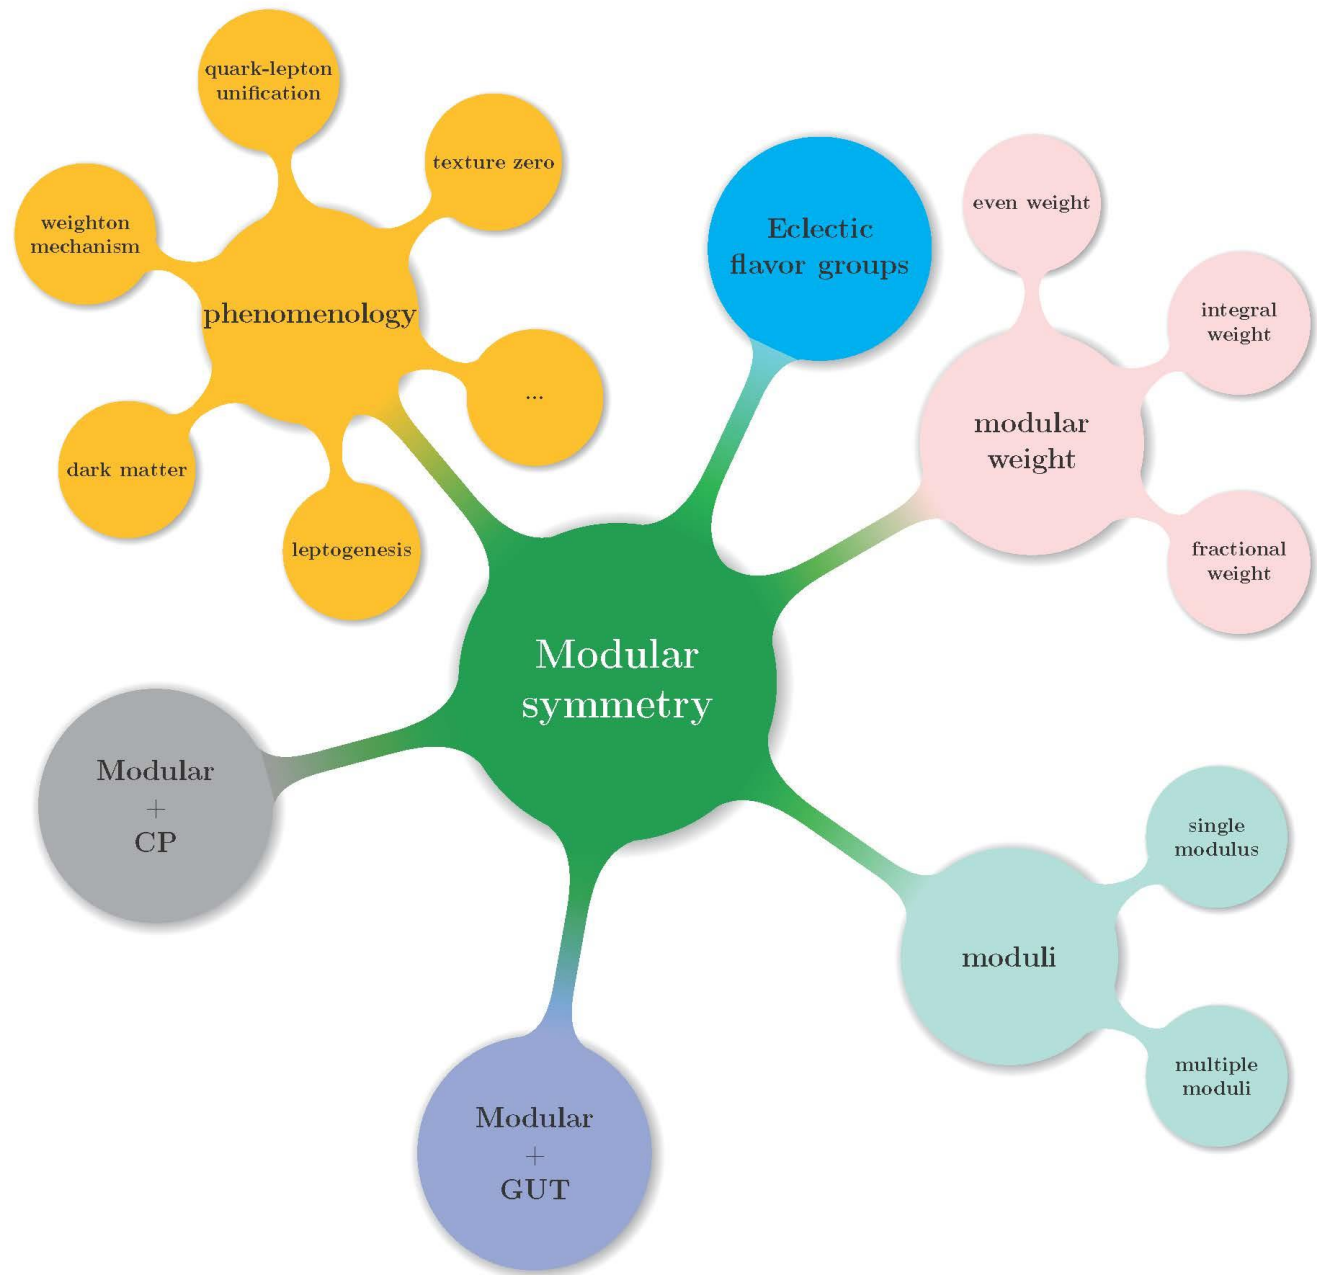 quark-lepton
unification
texture zero
weighton
mechanism
phenomenology
...
dark matter
leptogenesis
Eclectic
flavor groups
even weight
integral
weight
modular
weight
fractional
weight
Modular
symmetry
Modular
+
CP
Modular
+
GUT
moduli
single
modulus
multiple
moduli